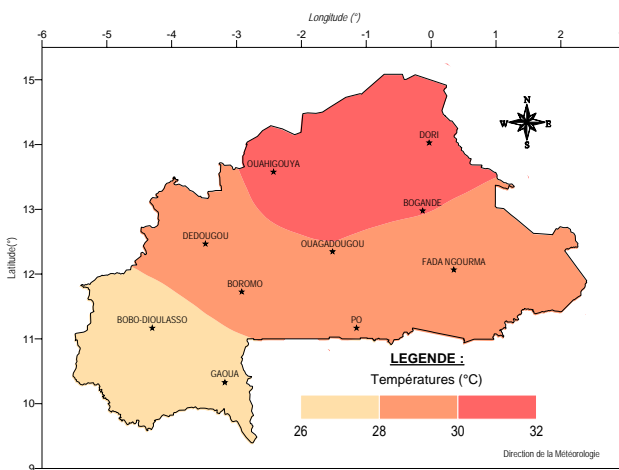 Longitude (°)
-6 -5 -4 -3 -2 -1 0 1 2
15
14
13
12
11
10
9
Latitude(°)
N
W E
S
DORI
OUAHIGOUYA
BOGANDE
DEDOUGOU
OUAGADOUGOU
FADA NGOURMA
BOROMO
BOBO-DIOULASSO
PO
GAOUA
LEGENDE :
Températures (°C)
26 28 30 32
Direction de la Météorologie